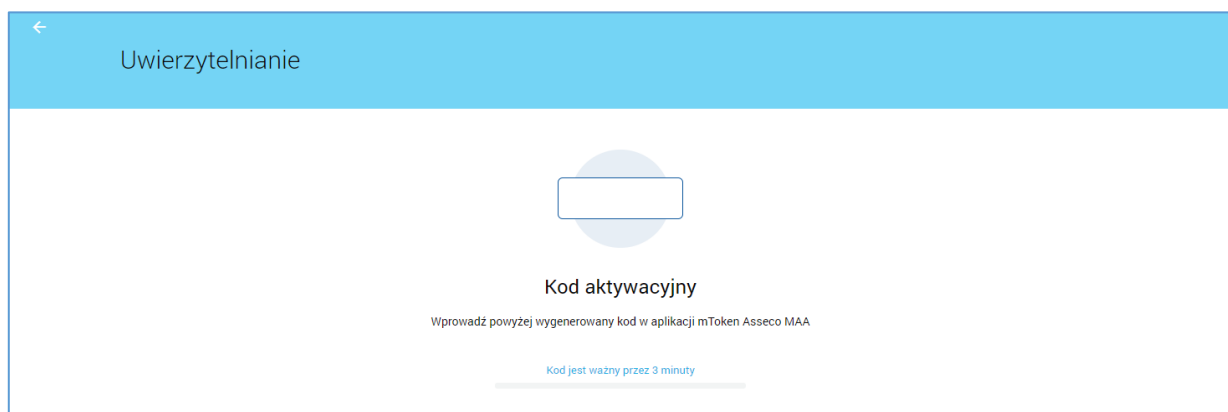 Uwierzytelnianie
Kod aktywacyjny
Wprowadź powyżej wygenerowany kod w aplikacji mToken Asseco MAA
Kod jest ważny przez 3 minuty